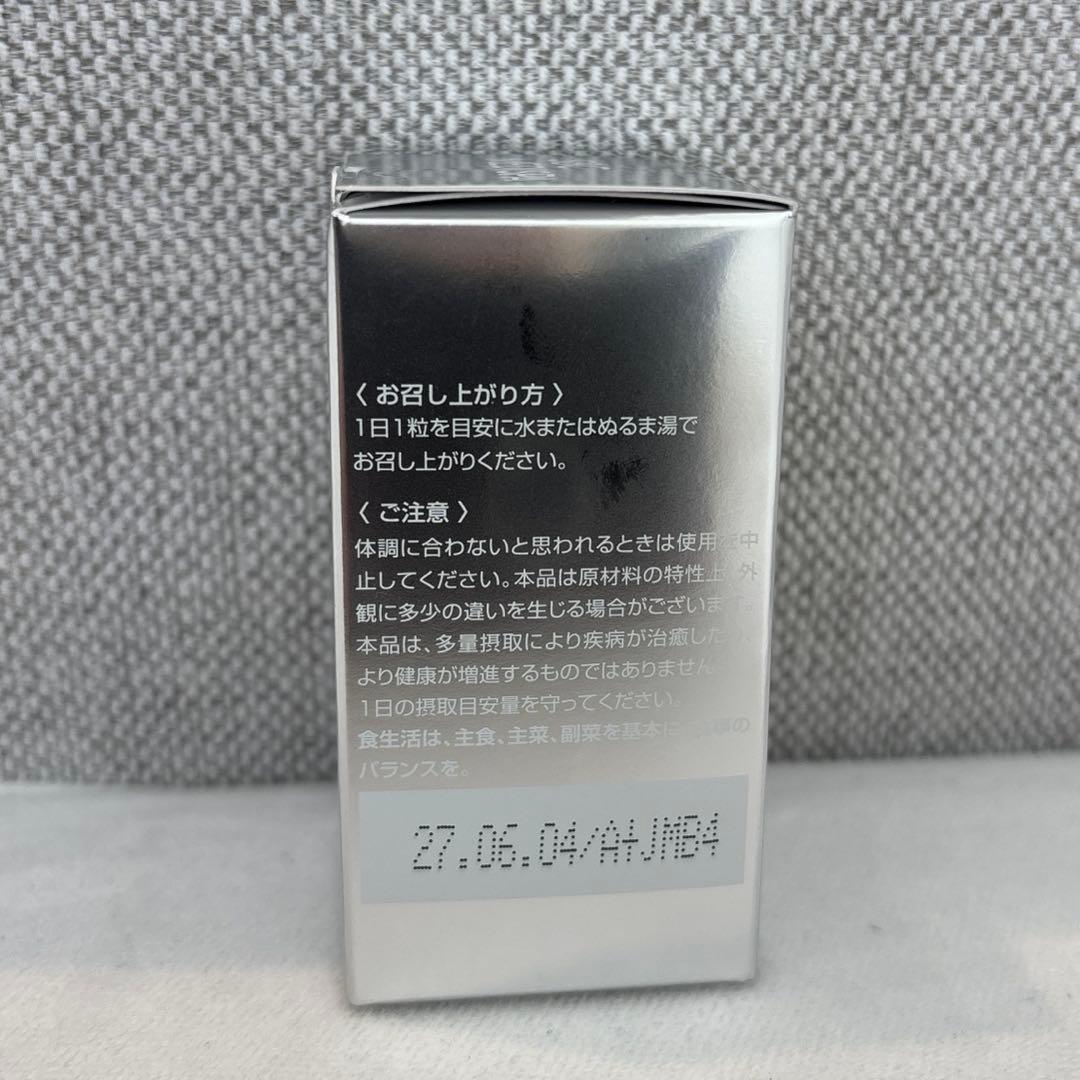 〈 お召し上がり方 〉
1日1粒を目安に水またはぬるま湯で
お召し上がりください。
〈 ご注意 〉
体調に合わないと思われるときは使用を中
止してください。本品は原材料の特性上、外
観に多少の違いを生じる場合がございます。
本品は、多量摂取により疾病が治癒した
より健康が増進するものではありません
1日の摂取目安量を守ってください。
食生活は、主食、主菜、副菜を基本に、食事の
バランスを。
27.06.04/A+JMB4